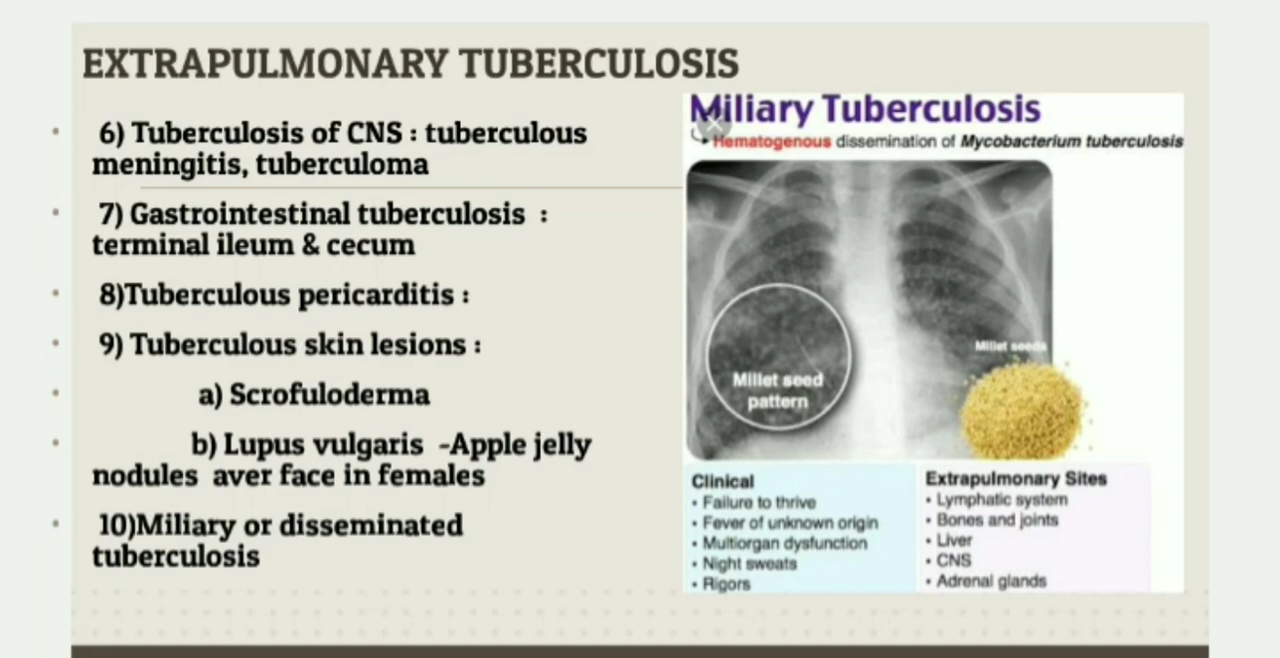 EXTRAPULMONARY TUBERCULOSIS
6) Tuberculosis of CNS : tuberculous
meningitis, tuberculoma
7) Gastrointestinal tuberculosis :
terminal ileum & cecum
8)Tuberculous pericarditis :
9) Tuberculous skin lesions :
a) Scrofuloderma
b) Lupus vulgaris -Apple jelly
nodules aver face in females
10)Miliary or disseminated
tuberculosis
Miliary Tuberculosis
Hematogenous dissemination of Mycobacterium tuberculosis
Millet seeds
Millet seed
pattern
Clinical
• Failure to thrive
• Fever of unknown origin
• Multiorgan dysfunction
• Night sweats
• Rigors
Extrapulmonary Sites
• Lymphatic system
• Bones and joints
• Liver
• CNS
• Adrenal glands